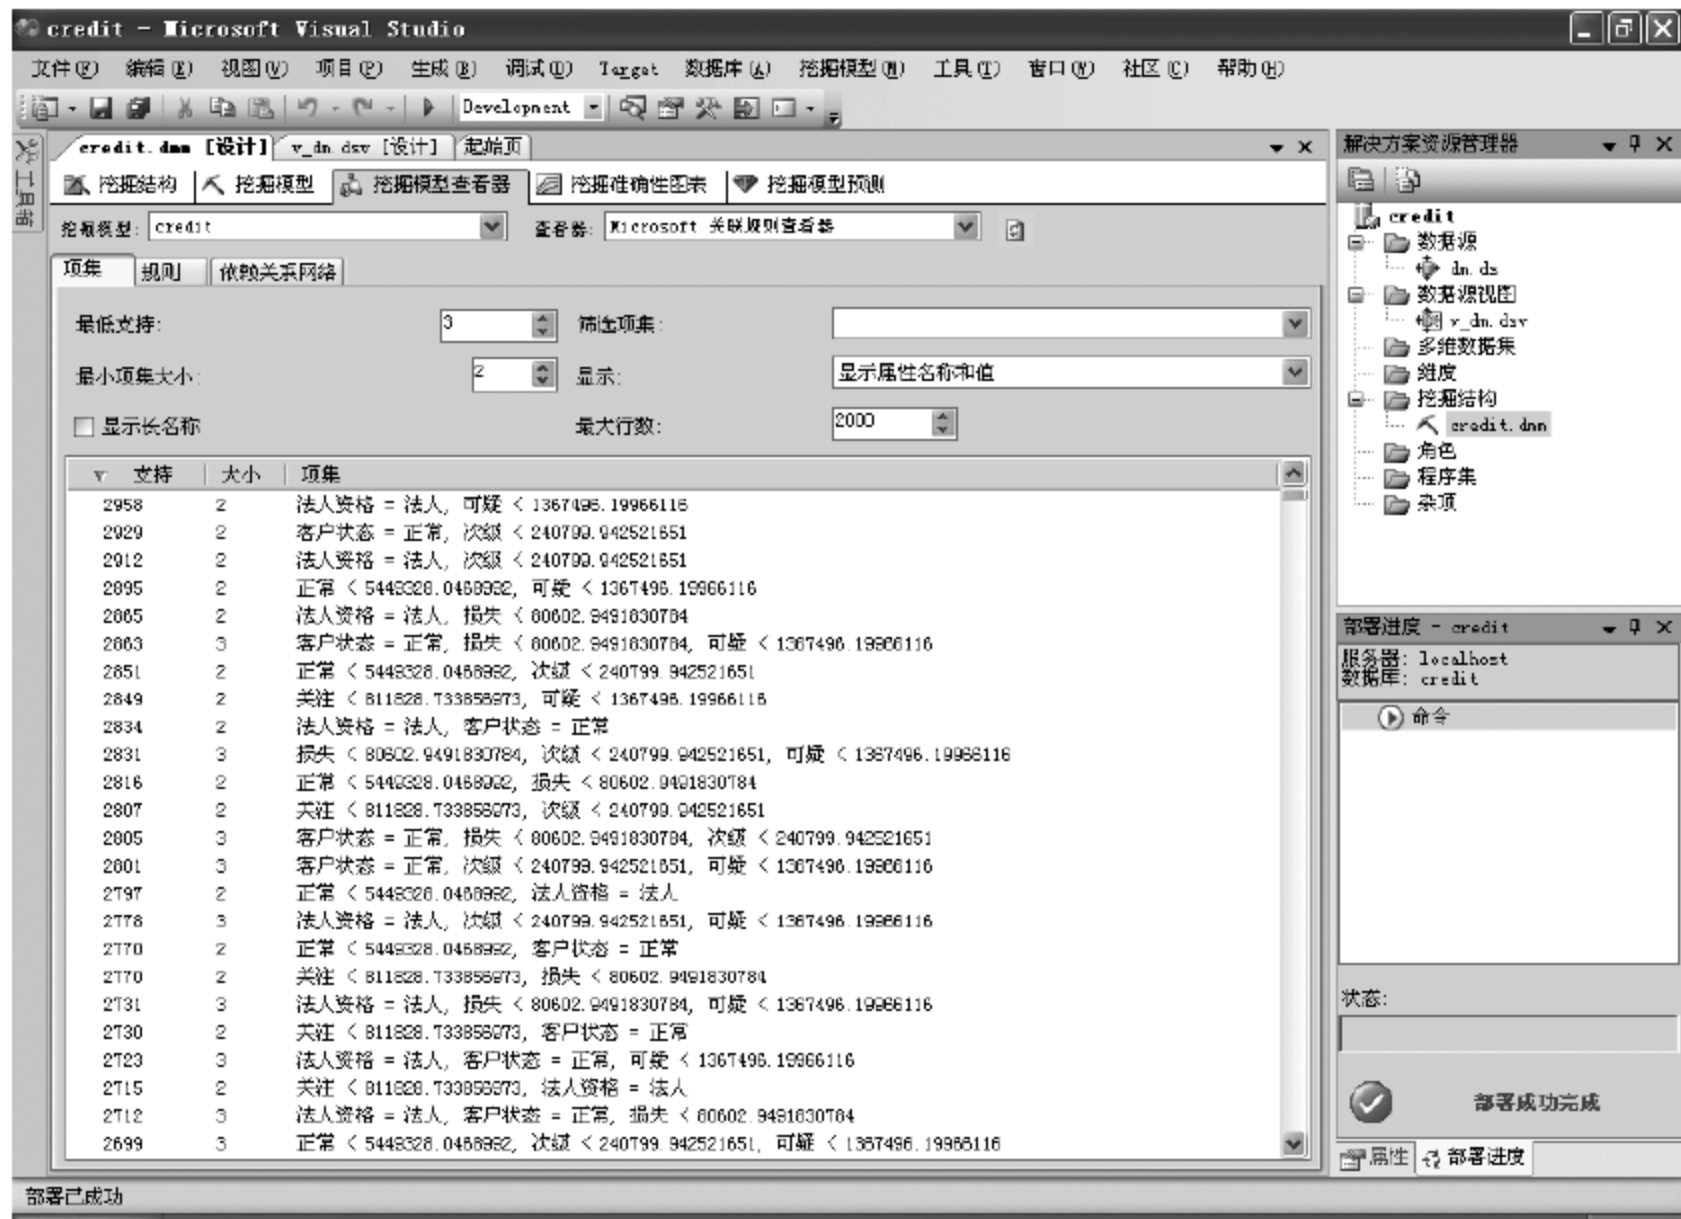 credit - Microsoft Visual Studio
文件(F) 编辑(E) 视图(V) 项目(P) 生成(B) 调试(D) Target 数据库(A) 挖掘模型(M) 工具(T) 窗口(W) 社区(C) 帮助(H)
Development
工具箱
credit.dmm [设计] v_dn.dsv [设计] 起始页
挖掘结构 挖掘模型 挖掘模型查看器 挖掘准确性图表 挖掘模型预测
挖掘模型: credit 查看器: Microsoft 关联规则查看器
项集 规则 依赖关系网络
最低支持: 3 筛选项集:
最小项集大小: 2 显示: 显示属性名称和值
显示长名称 最大行数: 2000
支持 大小 项集
2958 2 法人资格 = 法人, 可疑 < 1367496.19966116
2929 2 客户状态 = 正常, 次级 < 240799.942521651
2912 2 法人资格 = 法人, 次级 < 240799.942521651
2895 2 正常 < 5449328.0468992, 可疑 < 1367496.19966116
2865 2 法人资格 = 法人, 损失 < 80602.9491830784
2863 3 客户状态 = 正常, 损失 < 80602.9491830784, 可疑 < 1367496.19966116
2851 2 正常 < 5449328.0468992, 次级 < 240799.942521651
2849 2 关注 < 811828.733856973, 可疑 < 1367496.19966116
2834 2 法人资格 = 法人, 客户状态 = 正常
2831 3 损失 < 80602.9491830784, 次级 < 240799.942521651, 可疑 < 1367496.19966116
2816 2 正常 < 5449328.0468992, 损失 < 80602.9491830784
2807 2 关注 < 811828.733856973, 次级 < 240799.942521651
2805 3 客户状态 = 正常, 损失 < 80602.9491830784, 次级 < 240799.942521651
2801 3 客户状态 = 正常, 次级 < 240799.942521651, 可疑 < 1367496.19966116
2797 2 正常 < 5449328.0468992, 法人资格 = 法人
2778 3 法人资格 = 法人, 次级 < 240799.942521651, 可疑 < 1367496.19966116
2770 2 正常 < 5449328.0468992, 客户状态 = 正常
2770 2 关注 < 811828.733856973, 损失 < 80602.9491830784
2731 3 法人资格 = 法人, 损失 < 80602.9491830784, 可疑 < 1367496.19966116
2730 2 关注 < 811828.733856973, 客户状态 = 正常
2723 3 法人资格 = 法人, 客户状态 = 正常, 可疑 < 1367496.19966116
2715 2 关注 < 811828.733856973, 法人资格 = 法人
2712 3 法人资格 = 法人, 客户状态 = 正常, 损失 < 80602.9491830784
2699 3 正常 < 5449328.0468992, 次级 < 240799.942521651, 可疑 < 1367496.19966116
解决方案资源管理器
credit
数据源
dn.ds
数据源视图
v_dn.dsv
多维数据集
维度
挖掘结构
credit.dmm
角色
程序集
杂项
部署进度 - credit
服务器: localhost
数据库: credit
命令
状态:
部署成功完成
属性 部署进度
部署已成功